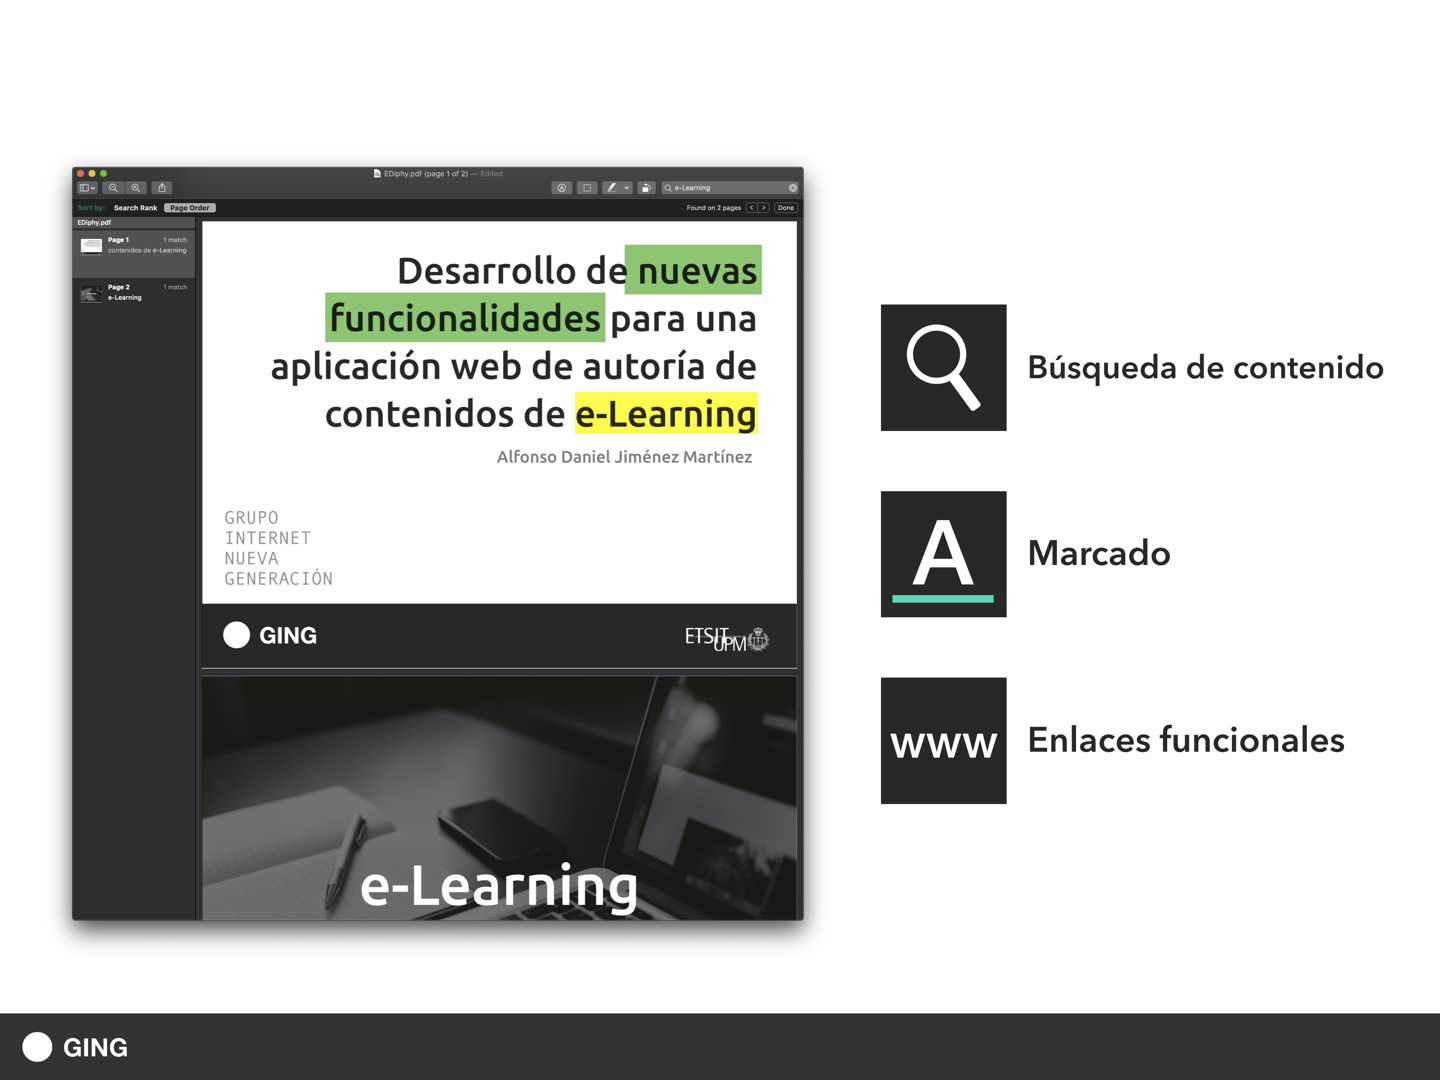 EDiphy.pdf (page 1 of 2) — Edited
e-Learning
Sort by: Search Rank Page Order
Found on 2 pages < > Done
EDiphy.pdf
Page 1 1 match
contenidos de e-Learning
Page 2 1 match
e-Learning
Desarrollo de nuevas
funcionalidades para una
aplicación web de autoría de
contenidos de e-Learning
Alfonso Daniel Jiménez Martínez
GRUPO
INTERNET
NUEVA
GENERACIÓN
GING
ETSIT
UPM
e-Learning
Búsqueda de contenido
A
Marcado
www
Enlaces funcionales
GING